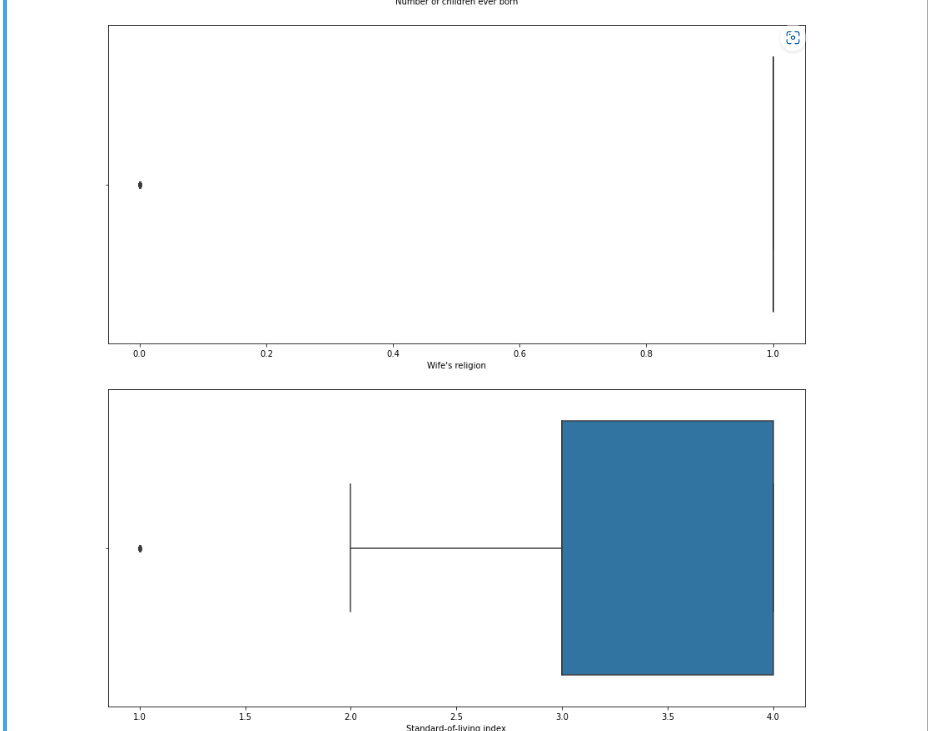 Number of children ever born
0.0 0.2 0.4 0.6 0.8 1.0
Wife's religion
1.0 1.5 2.0 2.5 3.0 3.5 4.0
Standard-of-living index